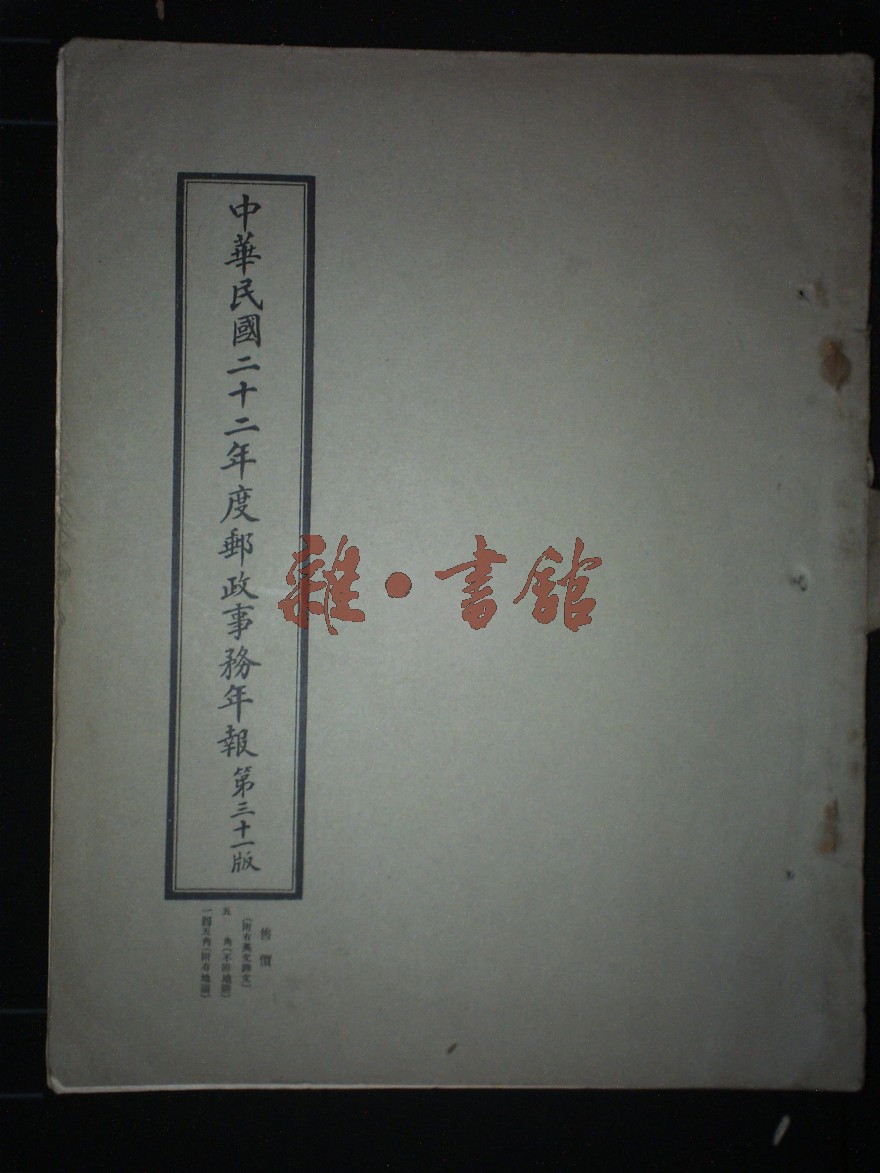 中華民國二十二年度郵政事務年報 第三十一版
售價
(附有英文譯文)
五 角(不附地圖)
一圓五角(附有地圖)
雜·書館